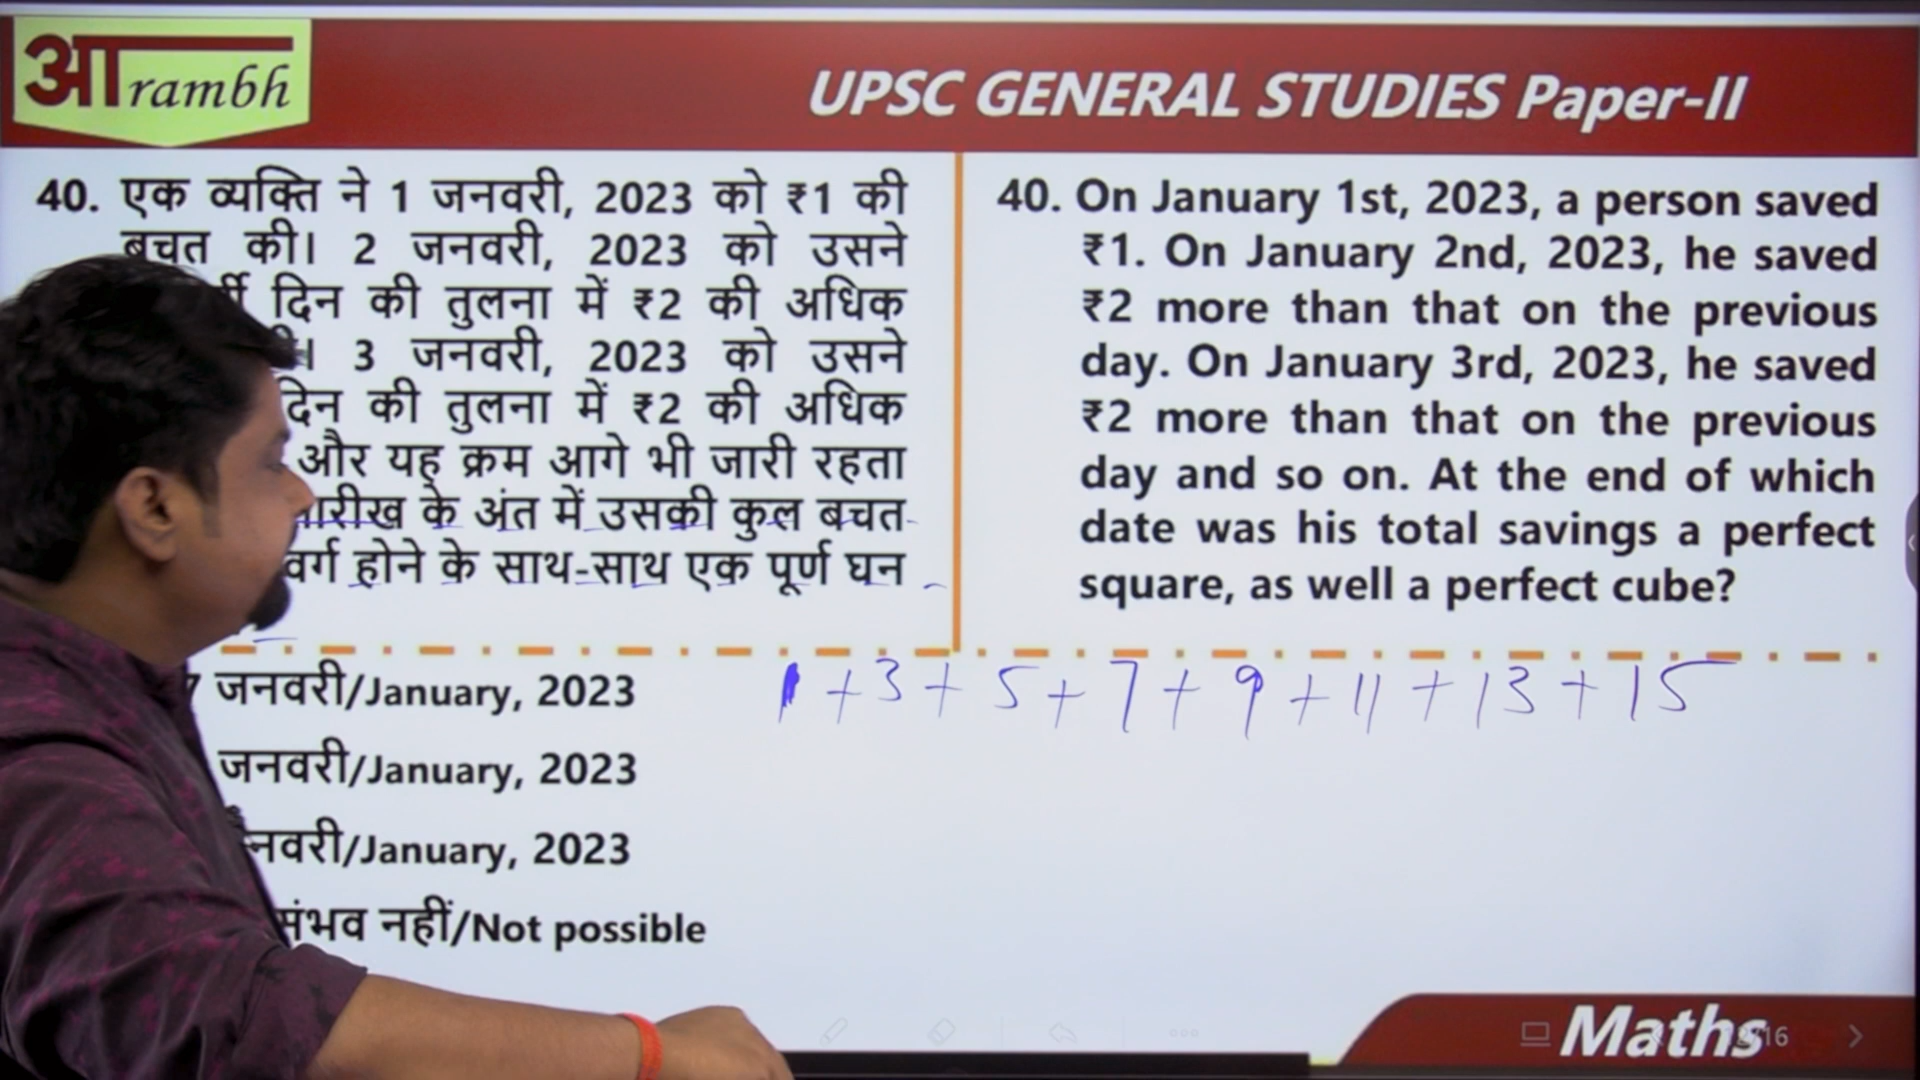 आrambh
UPSC GENERAL STUDIES Paper-II
40. एक व्यक्ति ने 1 जनवरी, 2023 को ₹1 की
बचत की। 2 जनवरी, 2023 को उसने
दिन की तुलना में ₹2 की अधिक
3 जनवरी, 2023 को उसने
दिन की तुलना में ₹2 की अधिक
और यह क्रम आगे भी जारी रहता
के अंत में उसकी कुल बचत
वर्ग होने के साथ-साथ एक पूर्ण घन
40. On January 1st, 2023, a person saved
₹1. On January 2nd, 2023, he saved
₹2 more than that on the previous
day. On January 3rd, 2023, he saved
₹2 more than that on the previous
day and so on. At the end of which
date was his total savings a perfect
square, as well a perfect cube?
1 + 3 + 5 + 7 + 9 + 11 + 13 + 15
जनवरी/January, 2023
जनवरी/January, 2023
/January, 2023
संभव नहीं/Not possible
Maths